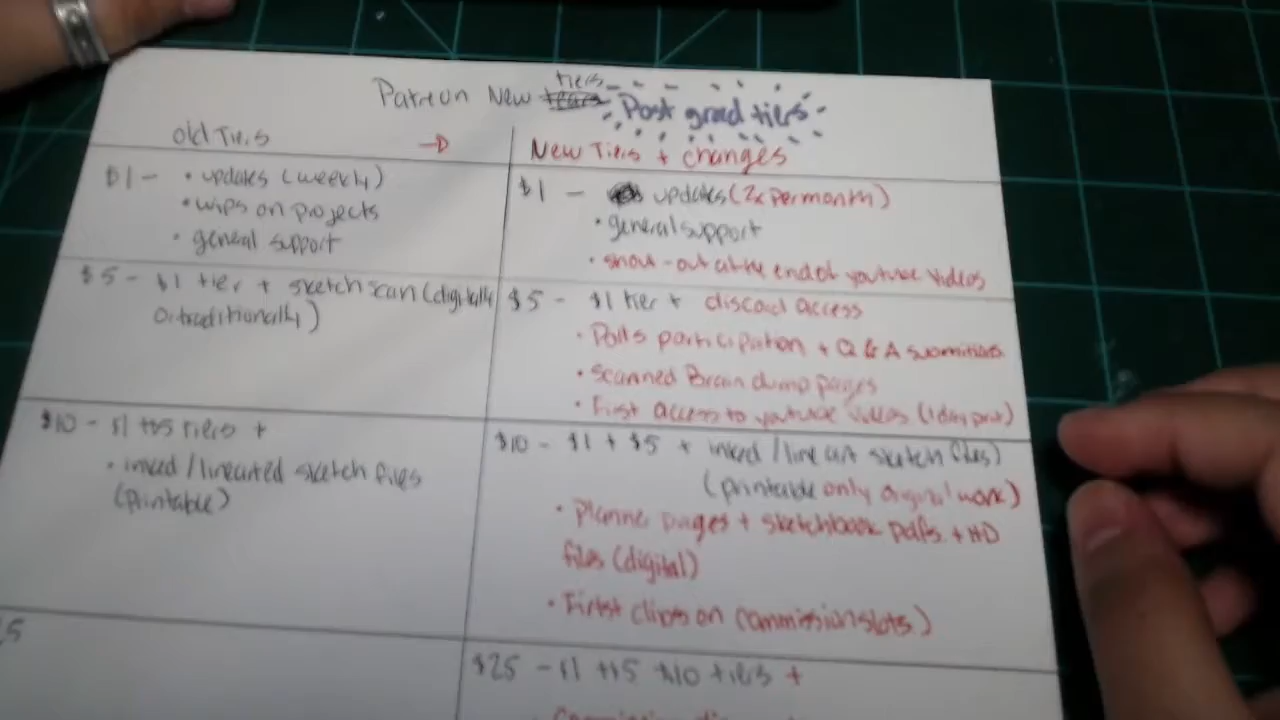 Patreon New tiers Post grad tiers
Old Tiers
New Tiers + changes
$1 - • updates (weekly)
• wips on projects
• general support
$1 - updates (2x per month)
• general support
• shout-out at the end of youtube videos
$5 - $1 tier + sketch scan (digitally
or traditionally)
$5 - $1 tier + discord access
• Polls participation + Q & A
• Scanned Brain dump pages
• First access to youtube videos (1 day prior)
$10 - $1 + $5 tiers +
• inked/linearted sketch files
(Printable)
$10 - $1 + $5 + inked/line art sketch files)
(printable only original work)
• Planner pages + sketchbook pdfs + HD
files (digital)
• First dibs on commission slots)
$25 - $1 + $5 $10 tiers +